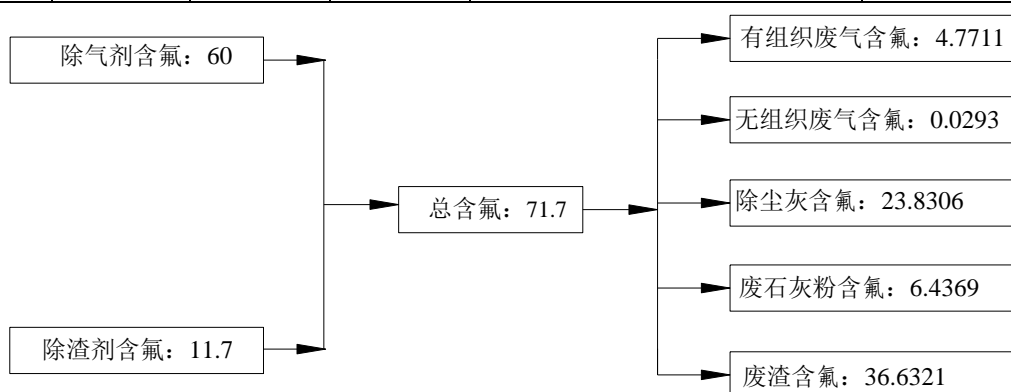 除气剂含氟：60
除渣剂含氟：11.7
总含氟：71.7
有组织废气含氟：4.7711
无组织废气含氟：0.0293
除尘灰含氟：23.8306
废石灰粉含氟：6.4369
废渣含氟：36.6321